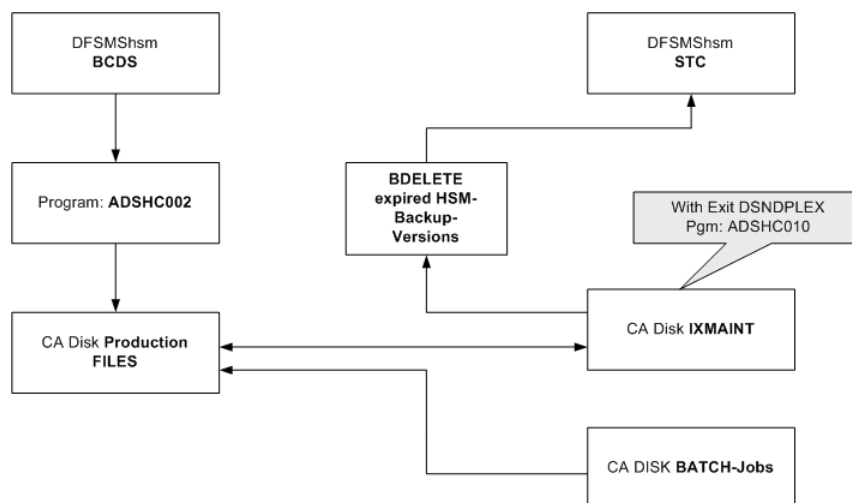 DFSMShsm
BCDS
DFSMShsm
STC
Program: ADSHC002
BDELETE
expired HSM-
Backup-
Versions
With Exit DSNDPLEX
Pgm: ADSHC010
CA Disk Production
FILES
CA Disk IXMAINT
CA DISK BATCH-Jobs